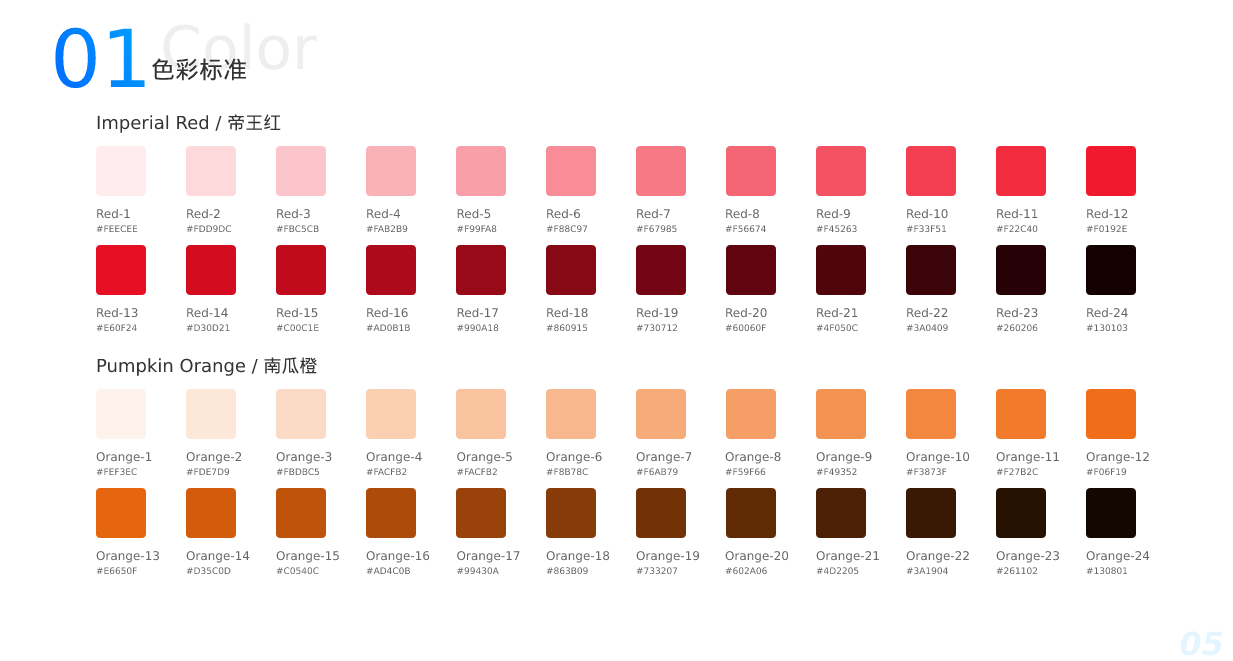 Color
01 色彩标准
Imperial Red / 帝王红
Red-1 Red-2 Red-3 Red-4 Red-5 Red-6 Red-7 Red-8 Red-9 Red-10 Red-11 Red-12
#FEECEE #FDD9DC #FBC5CB #FAB2B9 #F99FA8 #F88C97 #F67985 #F56674 #F45263 #F33F51 #F22C40 #F0192E
Red-13 Red-14 Red-15 Red-16 Red-17 Red-18 Red-19 Red-20 Red-21 Red-22 Red-23 Red-24
#E60F24 #D30D21 #C00C1E #AD0B1B #990A18 #860915 #730712 #60060F #4F050C #3A0409 #260206 #130103
Pumpkin Orange / 南瓜橙
Orange-1 Orange-2 Orange-3 Orange-4 Orange-5 Orange-6 Orange-7 Orange-8 Orange-9 Orange-10 Orange-11 Orange-12
#FEF3EC #FDE7D9 #FBDBC5 #FACFB2 #FACFB2 #F8B78C #F6AB79 #F59F66 #F49352 #F3873F #F27B2C #F06F19
Orange-13 Orange-14 Orange-15 Orange-16 Orange-17 Orange-18 Orange-19 Orange-20 Orange-21 Orange-22 Orange-23 Orange-24
#E6650F #D35C0D #C0540C #AD4C0B #99430A #863B09 #733207 #602A06 #4D2205 #3A1904 #261102 #130801
05